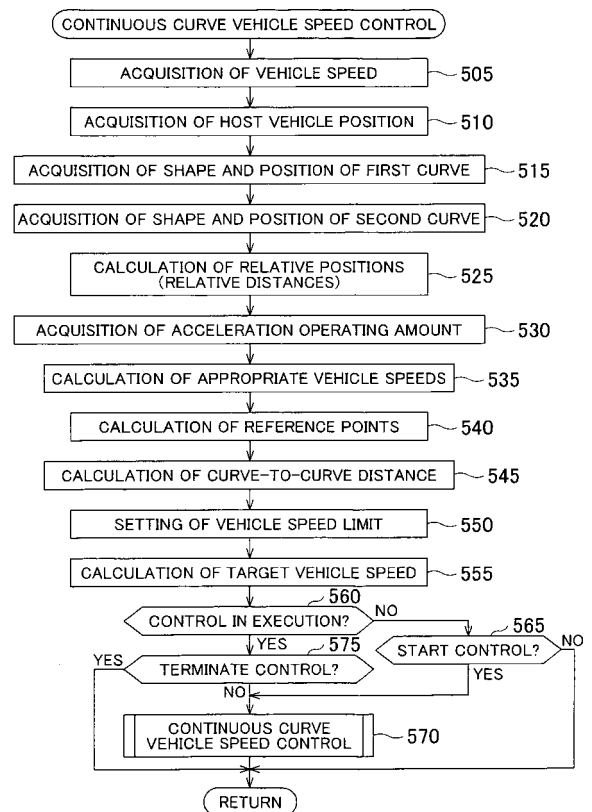 CONTINUOUS CURVE VEHICLE SPEED CONTROL
ACQUISITION OF VEHICLE SPEED
505
ACQUISITION OF HOST VEHICLE POSITION
510
ACQUISITION OF SHAPE AND POSITION OF FIRST CURVE
515
ACQUISITION OF SHAPE AND POSITION OF SECOND CURVE
520
CALCULATION OF RELATIVE POSITIONS
(RELATIVE DISTANCES)
525
ACQUISITION OF ACCELERATION OPERATING AMOUNT
530
CALCULATION OF APPROPRIATE VEHICLE SPEEDS
535
CALCULATION OF REFERENCE POINTS
540
CALCULATION OF CURVE-TO-CURVE DISTANCE
545
SETTING OF VEHICLE SPEED LIMIT
550
CALCULATION OF TARGET VEHICLE SPEED
555
560
CONTROL IN EXECUTION?
NO
565
YES
575
START CONTROL?
NO
YES
TERMINATE CONTROL?
YES
NO
CONTINUOUS CURVE
VEHICLE SPEED CONTROL
570
RETURN